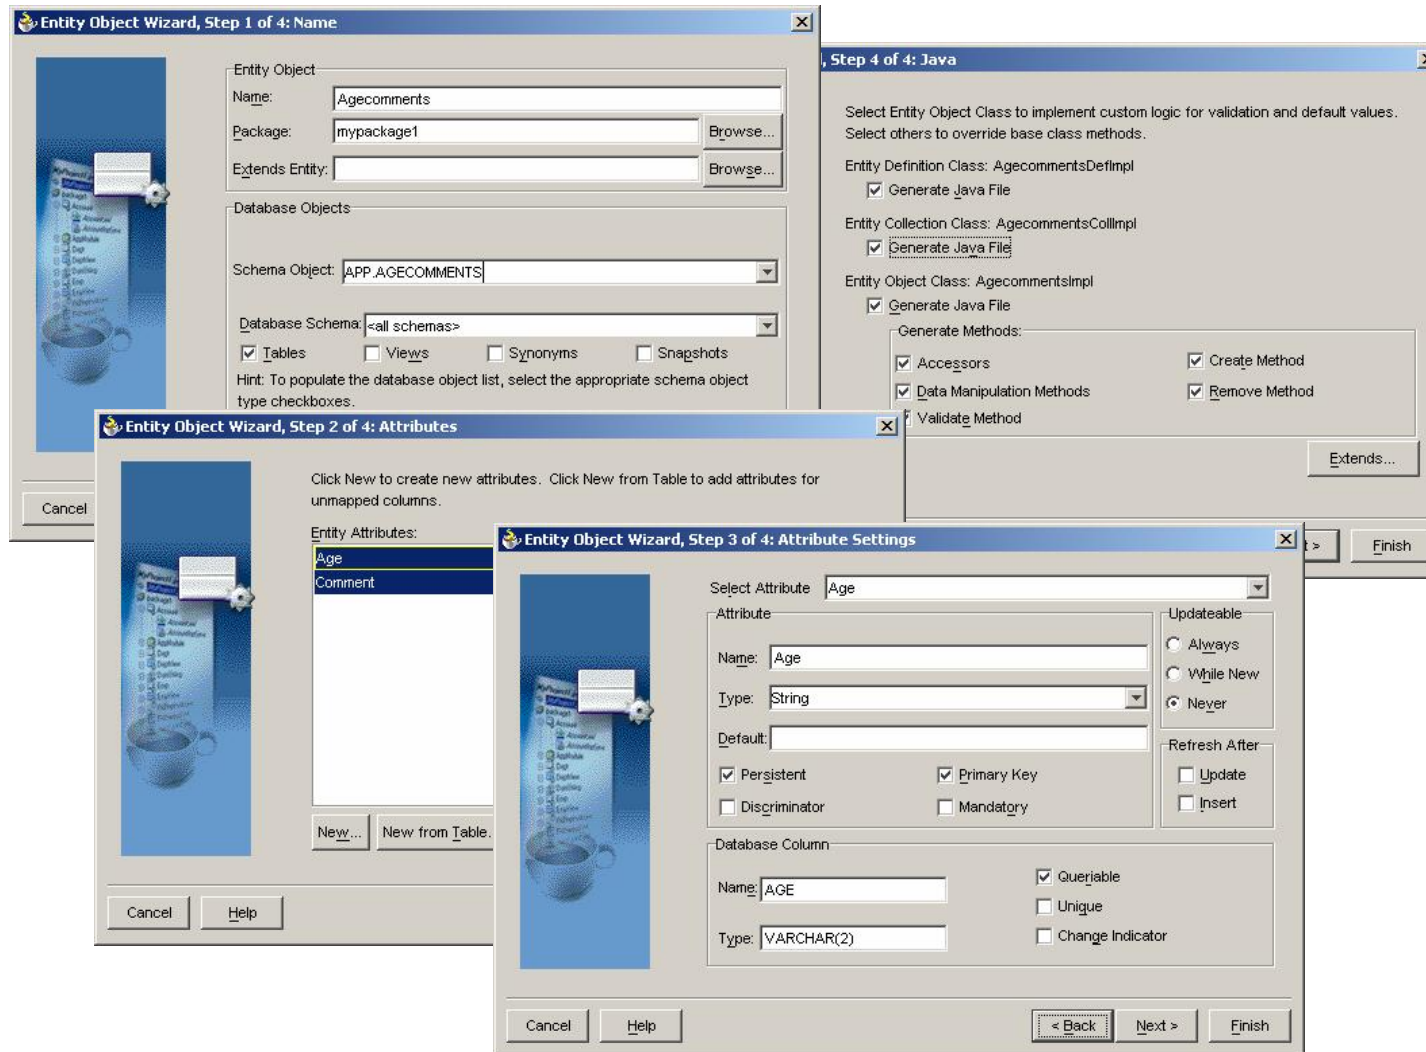 Entity Object Wizard, Step 1 of 4: Name
Entity Object
Name: Agecomments
Package: mypackage1 Browse...
Extends Entity: Browse...
Database Objects
Schema Object: APP.AGECOMMENTS
Database Schema: <all schemas>
Tables Views Synonyms Snapshots
Hint: To populate the database object list, select the appropriate schema object
type checkboxes.
Cancel
, Step 4 of 4: Java
Select Entity Object Class to implement custom logic for validation and default values.
Select others to override base class methods.
Entity Definition Class: AgecommentsDefImpl
Generate Java File
Entity Collection Class: AgecommentsCollImpl
Generate Java File
Entity Object Class: AgecommentsImpl
Generate Java File
Generate Methods:
Accessors Create Method
Data Manipulation Methods Remove Method
Validate Method
Extends...
t > Finish
Entity Object Wizard, Step 2 of 4: Attributes
Click New to create new attributes. Click New from Table to add attributes for
unmapped columns.
Entity Attributes:
Age
Comment
New... New from Table.
Cancel Help
Entity Object Wizard, Step 3 of 4: Attribute Settings
Select Attribute Age
Attribute
Name: Age
Type: String
Default:
Persistent Primary Key
Discriminator Mandatory
Updateable
Always
While New
Never
Refresh After
Update
Insert
Database Column
Name: AGE
Type: VARCHAR(2)
Queriable
Unique
Change Indicator
Cancel Help < Back Next > Finish